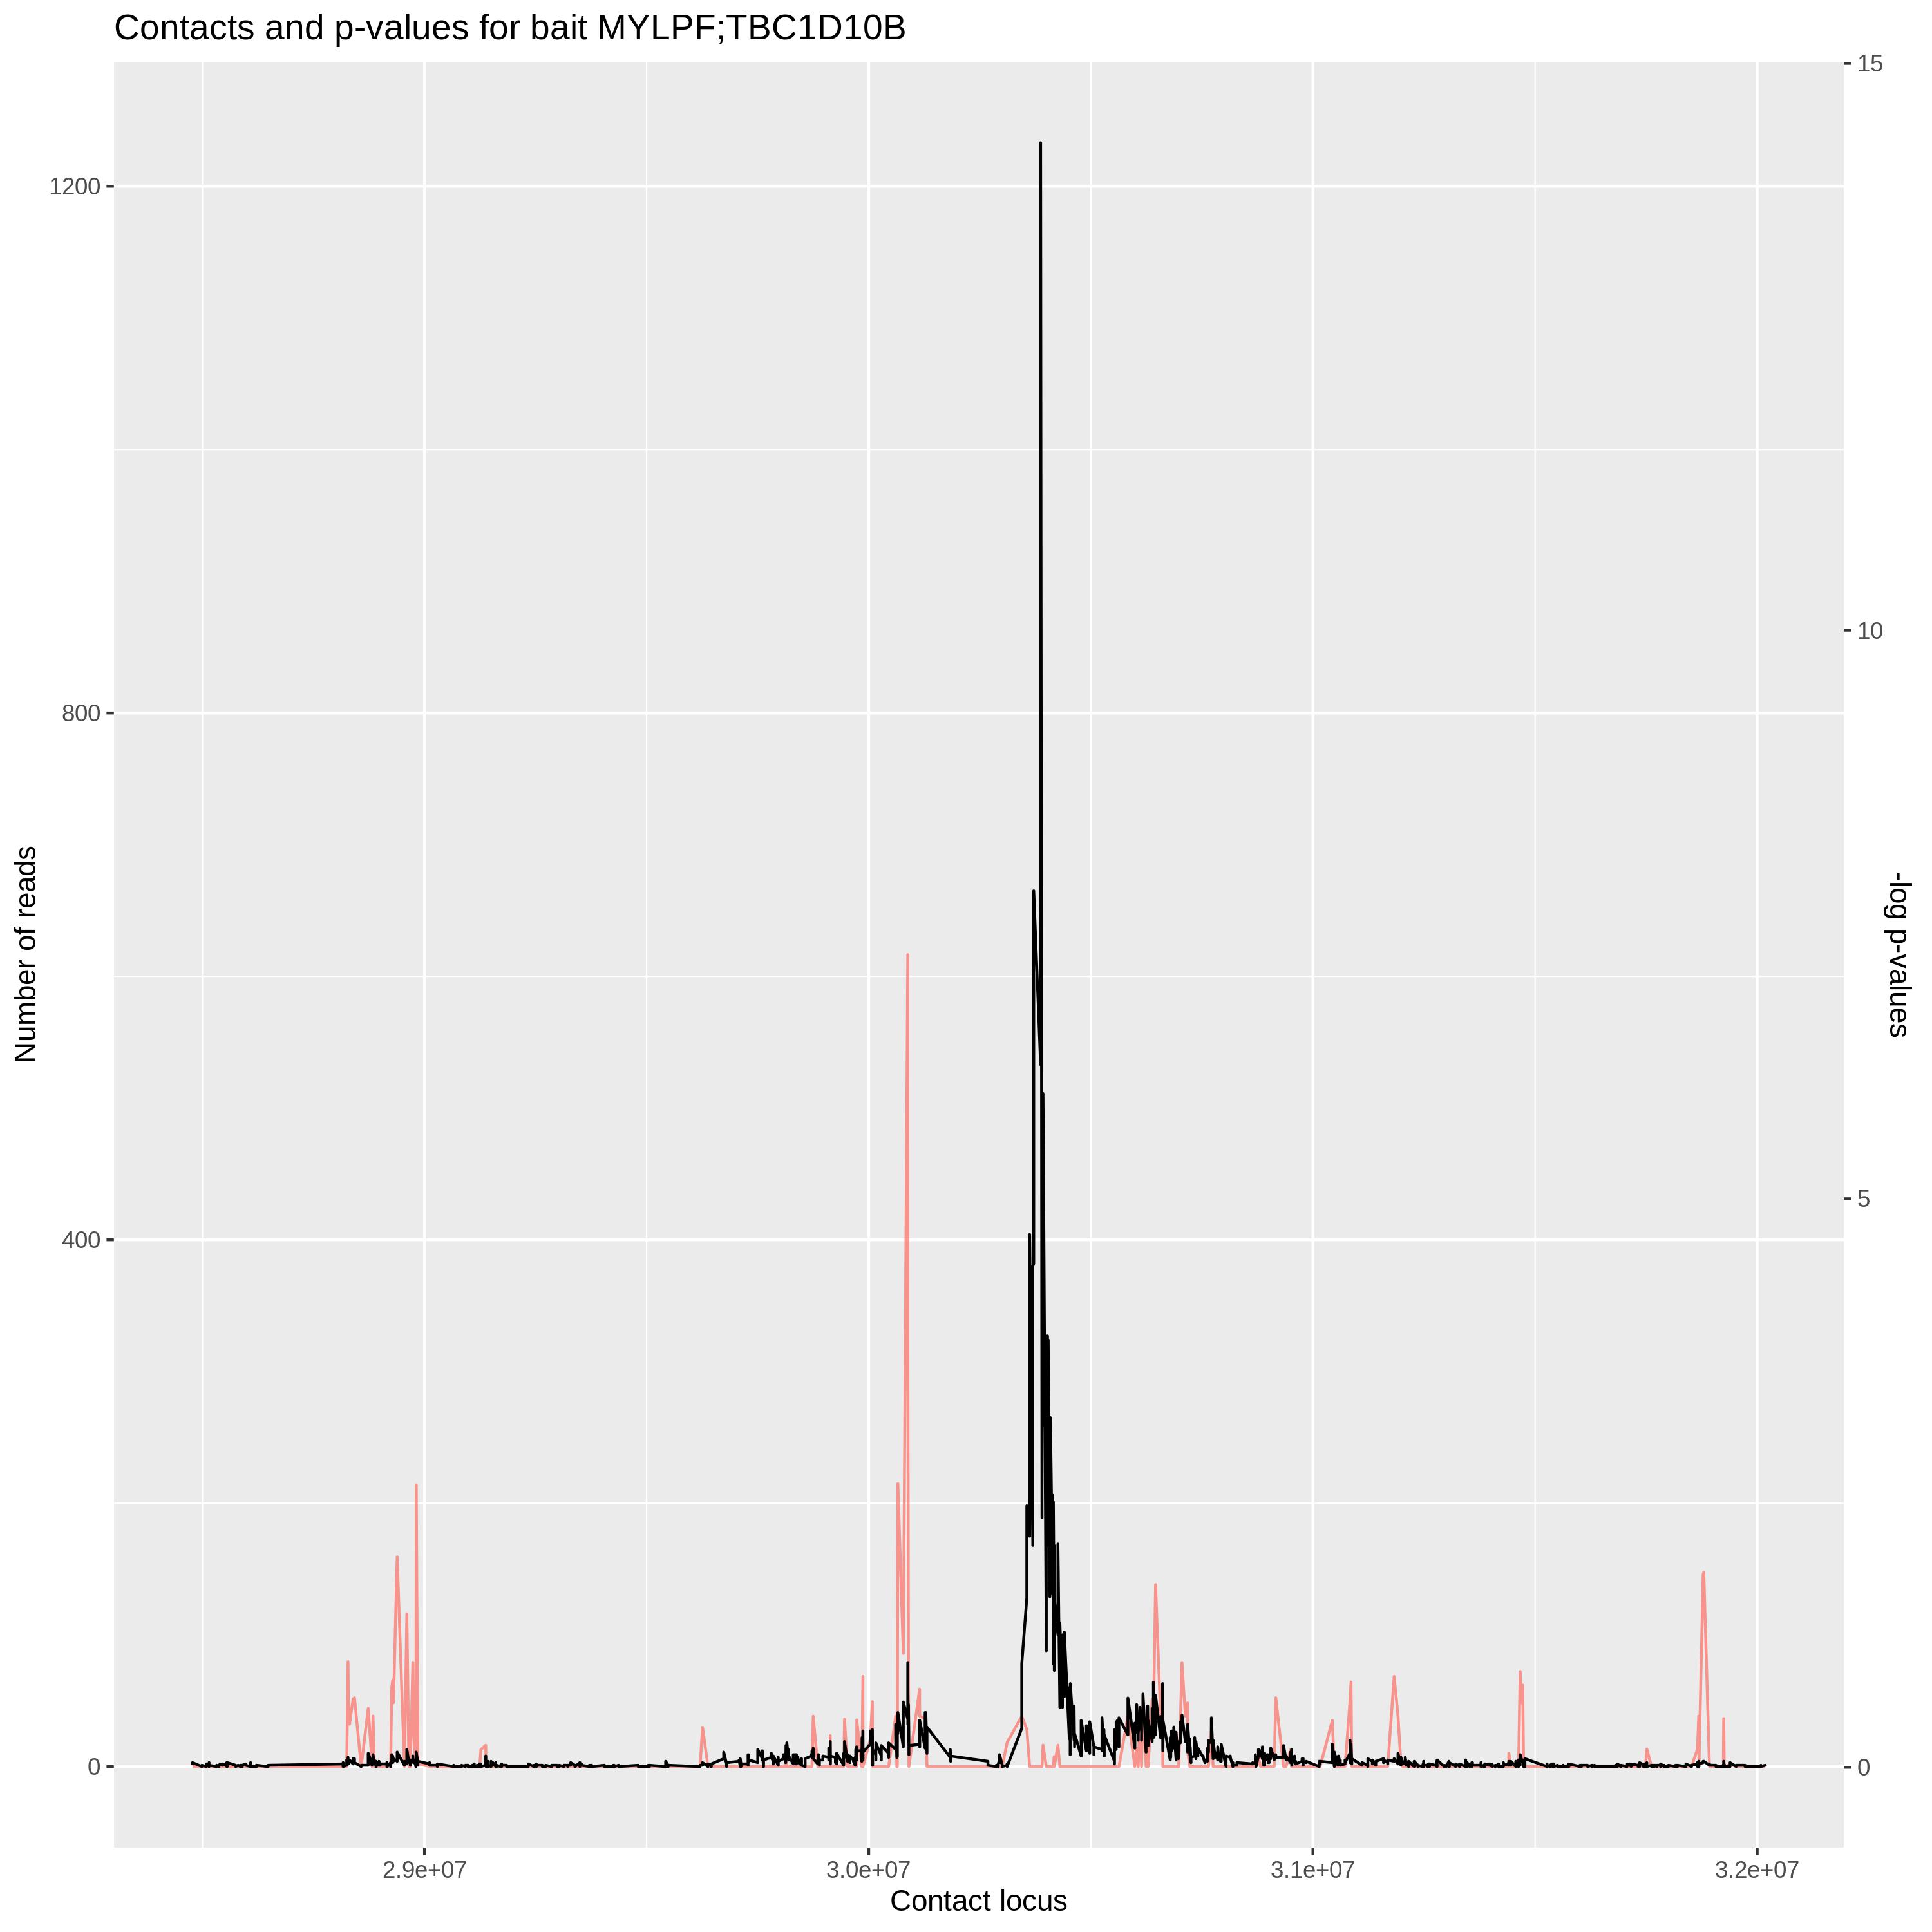 Contacts and p-values for bait MYLPF;TBC1D10B
15
1200
10
800
Number of reads
-log p-values
5
400
0
0
2.9e+07
3.0e+07
3.1e+07
3.2e+07
Contact locus